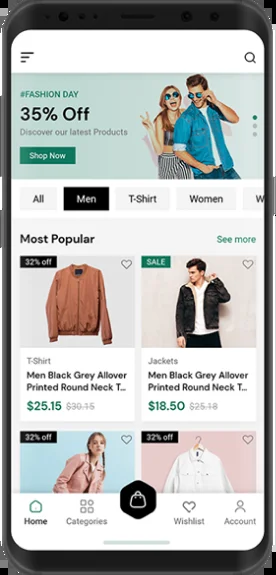 #FASHION DAY
35% Off
Discover our latest Products
Shop Now
All Men T-Shirt Women W
Most Popular See more
32% off
SALE
T-Shirt
Men Black Grey Allover
Printed Round Neck T...
$25.15 $30.15
Jackets
Men Black Grey Allover
Printed Round Neck T...
$18.50 $25.18
32% off
32% off
Home Categories Wishlist Account